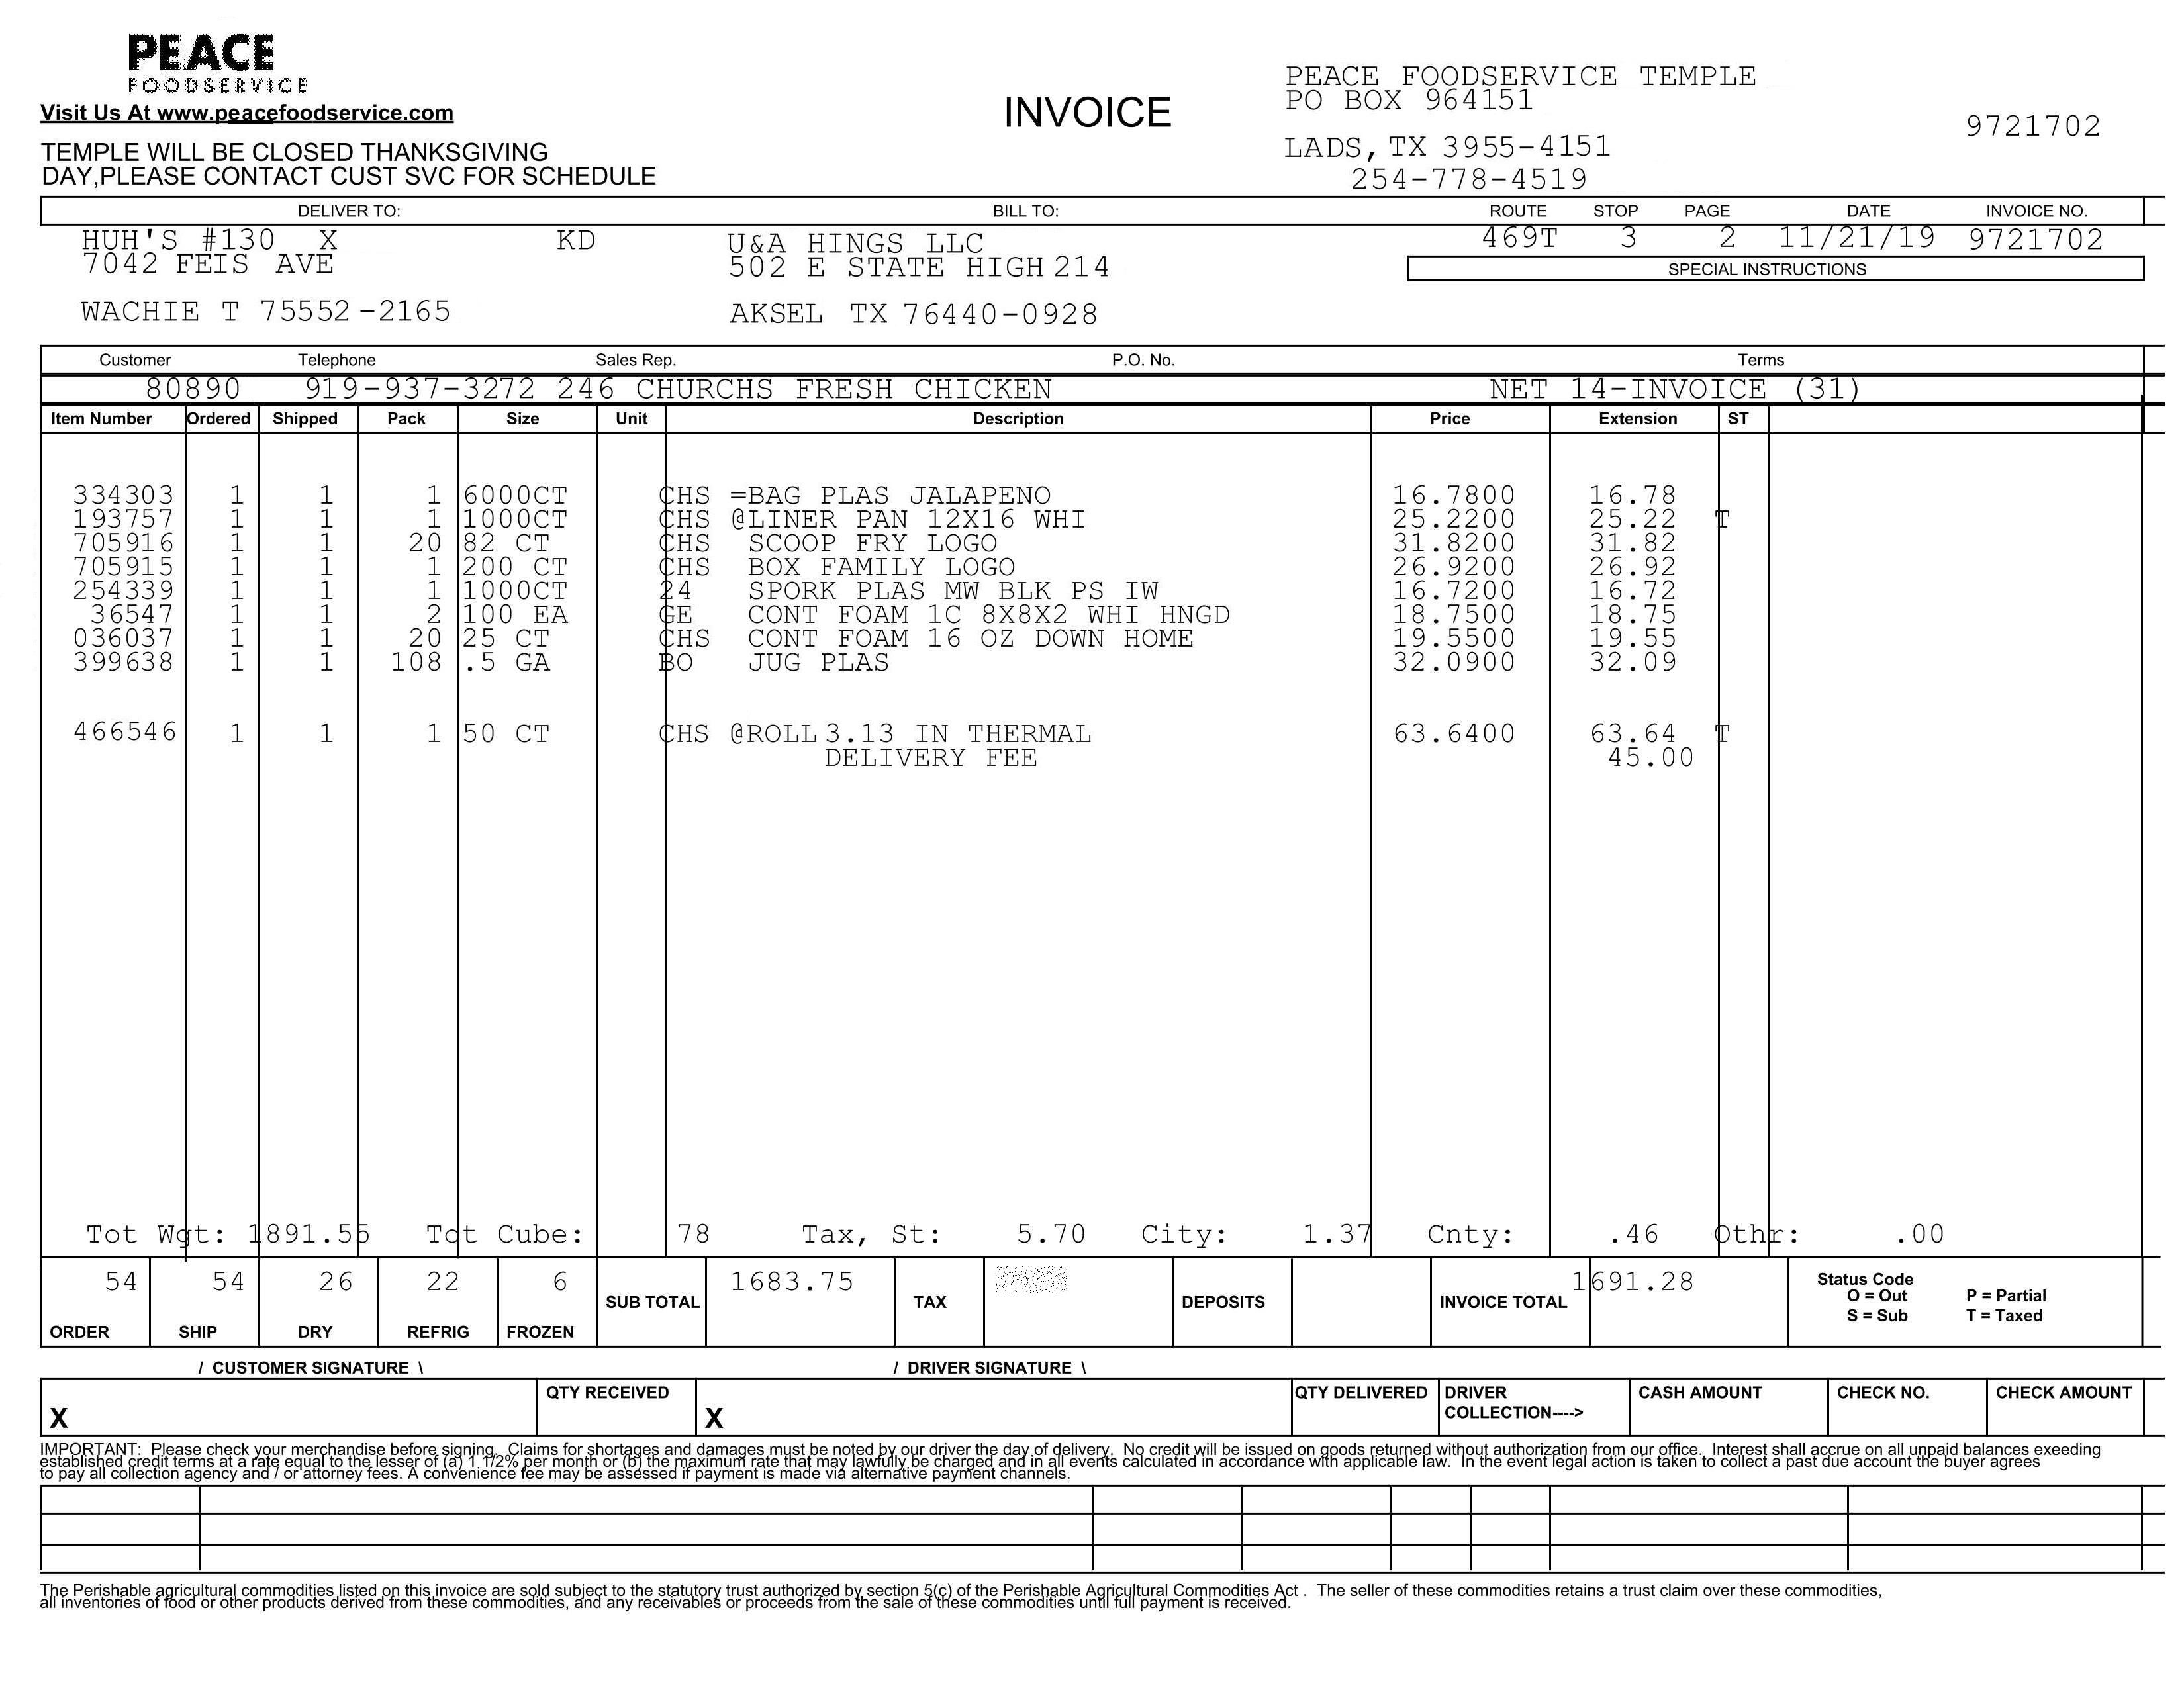 PEACE
FOODSERVICE
Visit Us At www.peacefoodservice.com
TEMPLE WILL BE CLOSED THANKSGIVING
DAY,PLEASE CONTACT CUST SVC FOR SCHEDULE
INVOICE
PEACE FOODSERVICE TEMPLE
PO BOX 964151
LADS, TX 3955-4151
254-778-4519
9721702
DELIVER TO: BILL TO: ROUTE STOP PAGE DATE INVOICE NO.
HUH'S #130 X KD U&A HINGS LLC 469T 3 2 11/21/19 9721702
7042 FEIS AVE 502 E STATE HIGH 214 SPECIAL INSTRUCTIONS
WACHIE T 75552-2165 AKSEL TX 76440-0928
Customer Telephone Sales Rep. P.O. No. Terms
80890 919-937-3272 246 CHURCHS FRESH CHICKEN NET 14-INVOICE (31)
Item Number Ordered Shipped Pack Size Unit Description Price Extension ST
334303 1 1 1 6000CT CHS =BAG PLAS JALAPENO 16.7800 16.78
193757 1 1 1 1000CT CHS @LINER PAN 12X16 WHI 25.2200 25.22 T
705916 1 1 20 82 CT CHS SCOOP FRY LOGO 31.8200 31.82
705915 1 1 1 200 CT CHS BOX FAMILY LOGO 26.9200 26.92
254339 1 1 1 1000CT 24 SPORK PLAS MW BLK PS IW 16.7200 16.72
36547 1 1 2 100 EA GE CONT FOAM 1C 8X8X2 WHI HNGD 18.7500 18.75
036037 1 1 20 25 CT CHS CONT FOAM 16 OZ DOWN HOME 19.5500 19.55
399638 1 1 108 .5 GA BO JUG PLAS 32.0900 32.09
466546 1 1 1 50 CT CHS @ROLL 3.13 IN THERMAL 63.6400 63.64 T
DELIVERY FEE 45.00
Tot Wgt: 1891.55 Tot Cube: 78 Tax, St: 5.70 City: 1.37 Cnty: .46 Othr: .00
54 54 26 22 6 SUB TOTAL 1683.75 TAX DEPOSITS INVOICE TOTAL 1691.28
ORDER SHIP DRY REFRIG FROZEN
Status Code
O = Out P = Partial
S = Sub T = Taxed
/ CUSTOMER SIGNATURE \ / DRIVER SIGNATURE \
X QTY RECEIVED X QTY DELIVERED DRIVER COLLECTION----> CASH AMOUNT CHECK NO. CHECK AMOUNT
IMPORTANT: Please check your merchandise before signing. Claims for shortages and damages must be noted by our driver the day of delivery. No credit will be issued on goods returned without authorization from our office. Interest shall accrue on all unpaid balances exeeding
established credit terms at a rate equal to the lesser of (a) 1.1/2% per month or (b) the maximum rate that may lawfully be charged and in all events calculated in accordance with applicable law. In the event legal action is taken to collect a past due account the buyer agrees
to pay all collection agency and / or attorney fees. A convenience fee may be assessed if payment is made via alternative payment channels.
The Perishable agricultural commodities listed on this invoice are sold subject to the statutory trust authorized by section 5(c) of the Perishable Agricultural Commodities Act . The seller of these commodities retains a trust claim over these commodities,
all inventories of food or other products derived from these commodities, and any receivables or proceeds from the sale of these commodities until full payment is received.